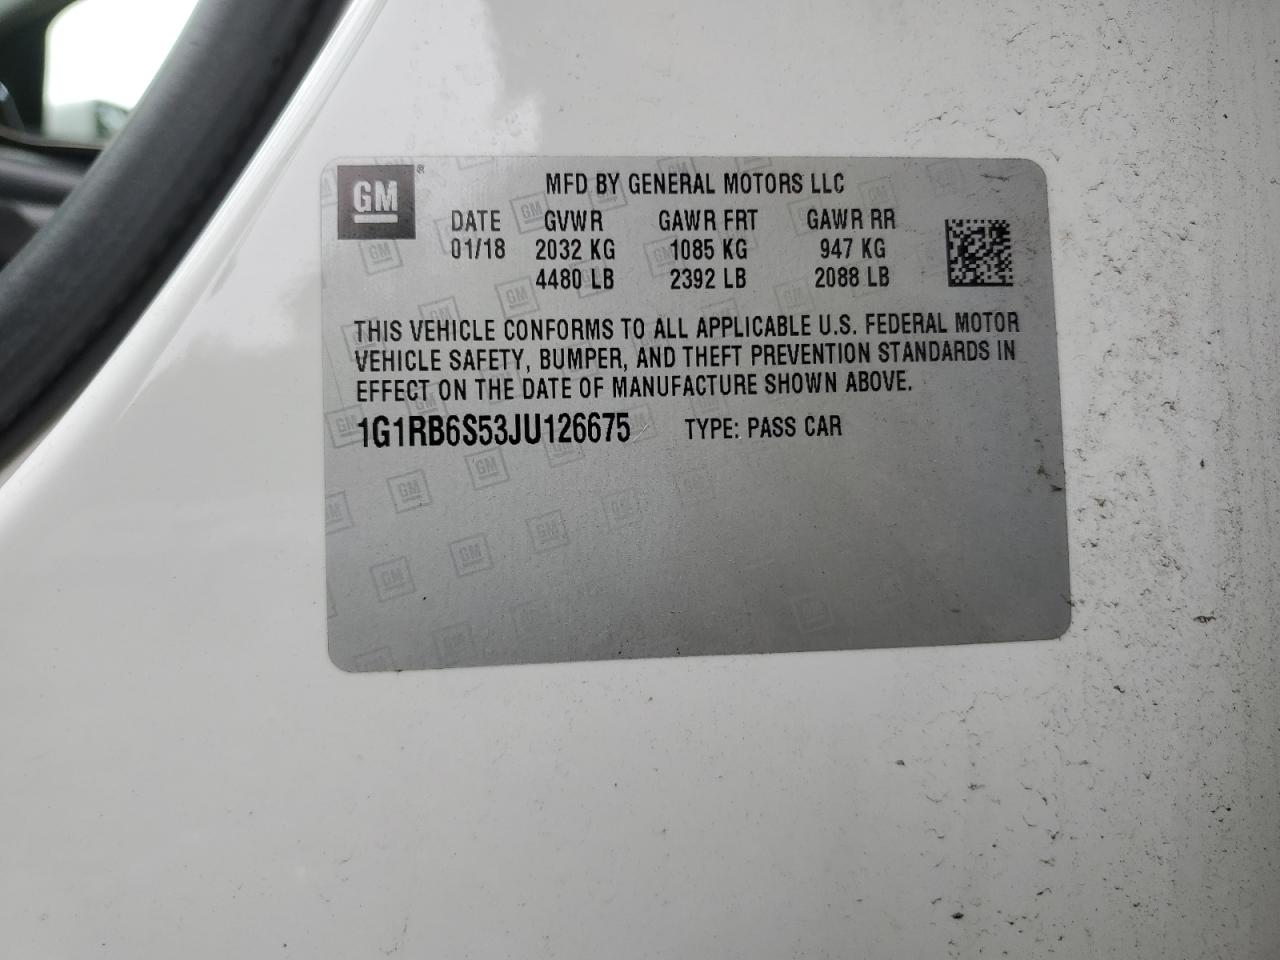 GM ®
MFD BY GENERAL MOTORS LLC
DATE GVWR GAWR FRT GAWR RR
01/18 2032 KG 1085 KG 947 KG
4480 LB 2392 LB 2088 LB
THIS VEHICLE CONFORMS TO ALL APPLICABLE U.S. FEDERAL MOTOR
VEHICLE SAFETY, BUMPER, AND THEFT PREVENTION STANDARDS IN
EFFECT ON THE DATE OF MANUFACTURE SHOWN ABOVE.
1G1RB6S53JU126675 TYPE: PASS CAR